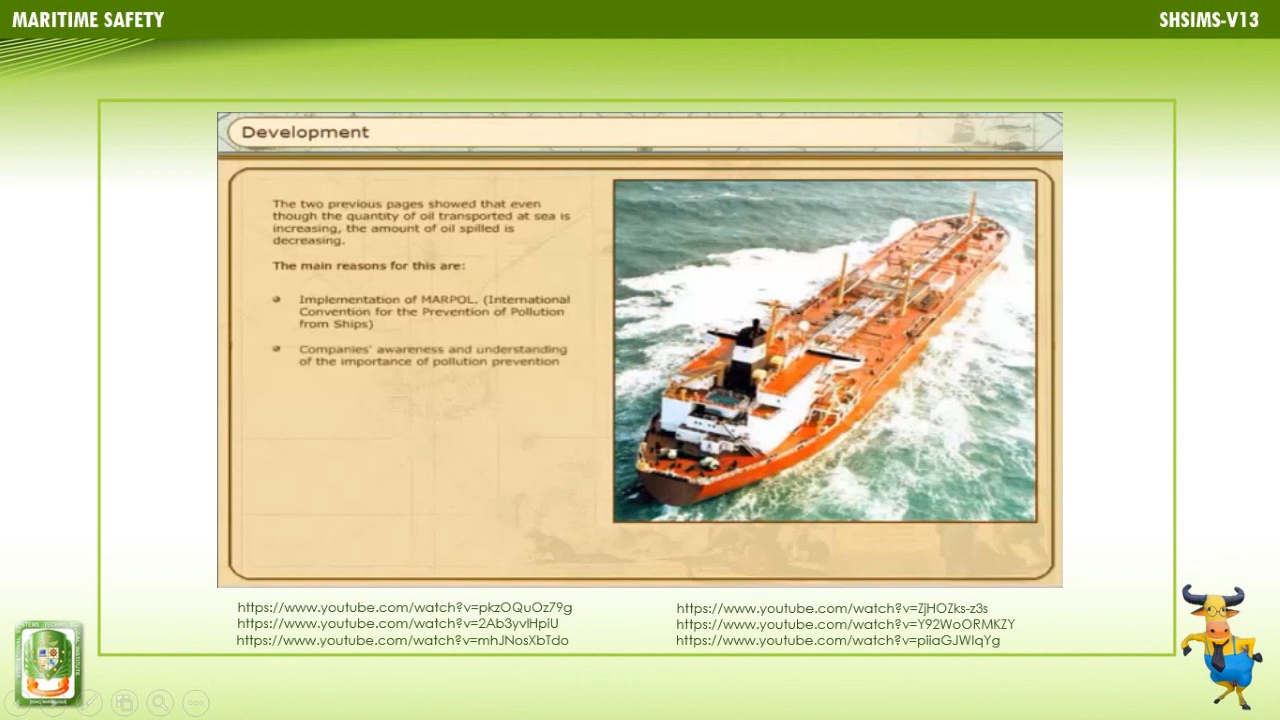 MARITIME SAFETY
SHSIMS-V13
Development
The two previous pages showed that even
though the quantity of oil transported at sea is
increasing, the amount of oil spilled is
decreasing.
The main reasons for this are:
Implementation of MARPOL. (International
Convention for the Prevention of Pollution
from Ships)
Companies' awareness and understanding
of the importance of pollution prevention
https://www.youtube.com/watch?v=pkzOQuOz79g
https://www.youtube.com/watch?v=2Ab3yvlHpiU
https://www.youtube.com/watch?v=mhJNosXbTdo
https://www.youtube.com/watch?v=ZjHOZks-z3s
https://www.youtube.com/watch?v=Y92WoORMKZY
https://www.youtube.com/watch?v=piiaGJWlqYg